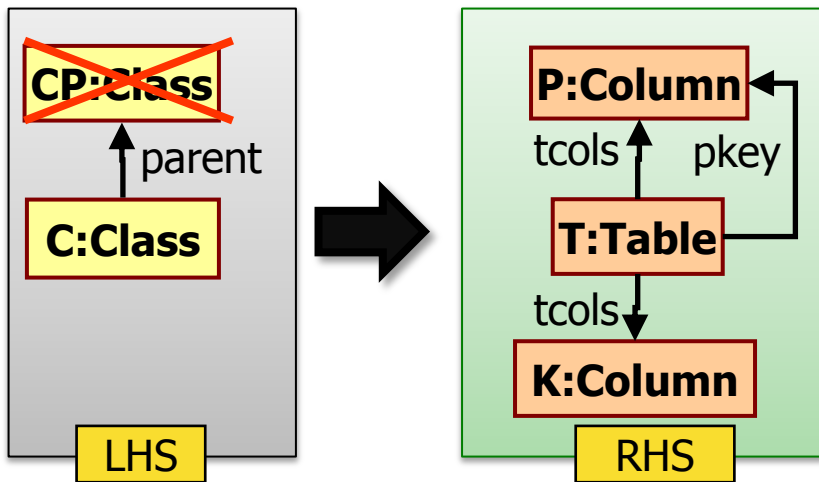 CP:Class
parent
C:Class
LHS
P:Column
tcols
pkey
T:Table
tcols
K:Column
RHS